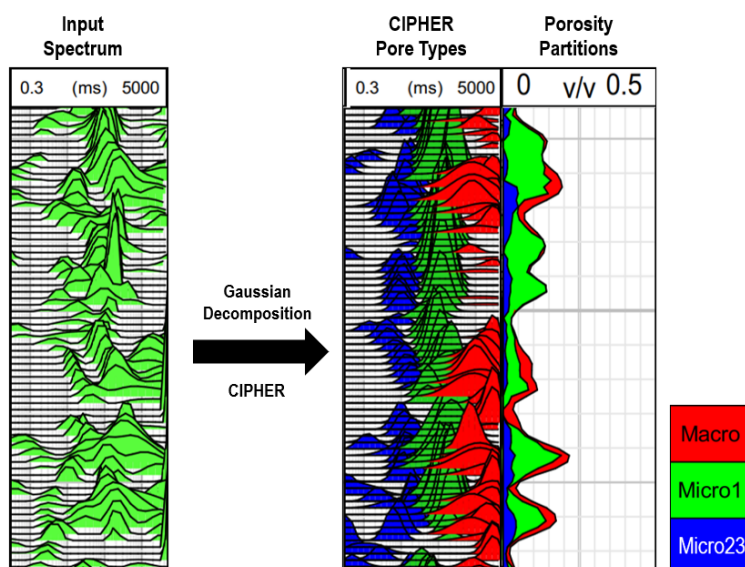 Input
Spectrum
CIPHER
Pore Types
Porosity
Partitions
0.3 (ms) 5000
0.3 (ms) 5000
0 v/v 0.5
Gaussian
Decomposition
CIPHER
Macro
Micro1
Micro23